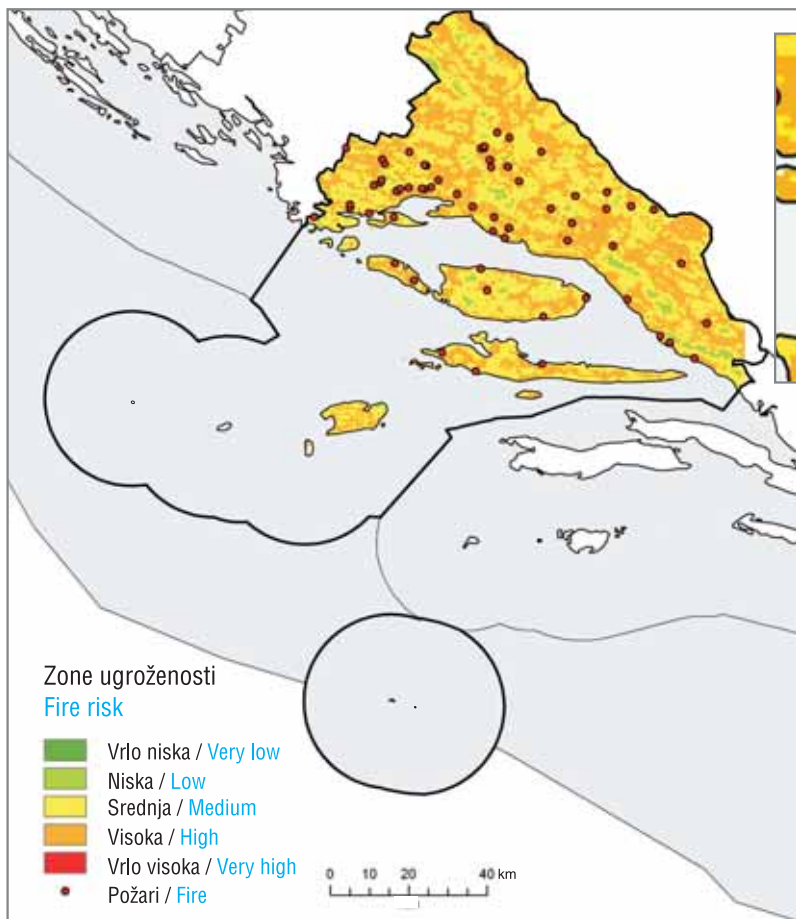 Zone ugroženosti
Fire risk
Vrlo niska / Very low
Niska / Low
Srednja / Medium
Visoka / High
Vrlo visoka / Very high
Požari / Fire
0 10 20 40 km